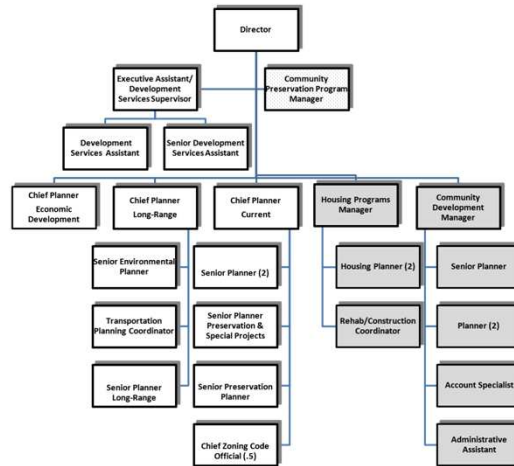 Director
Executive Assistant/
Development
Services Supervisor
Community
Preservation Program
Manager
Development
Services Assistant
Senior Development
Services Assistant
Chief Planner
Economic
Development
Chief Planner
Long-Range
Chief Planner
Current
Housing Programs
Manager
Community
Development
Manager
Senior Environmental
Planner
Senior Planner (2)
Housing Planner (2)
Senior Planner
Transportation
Planning Coordinator
Senior Planner
Preservation &
Special Projects
Rehab/Construction
Coordinator
Planner (2)
Senior Planner
Long-Range
Senior Preservation
Planner
Account Specialist
Chief Zoning Code
Official (.5)
Administrative
Assistant